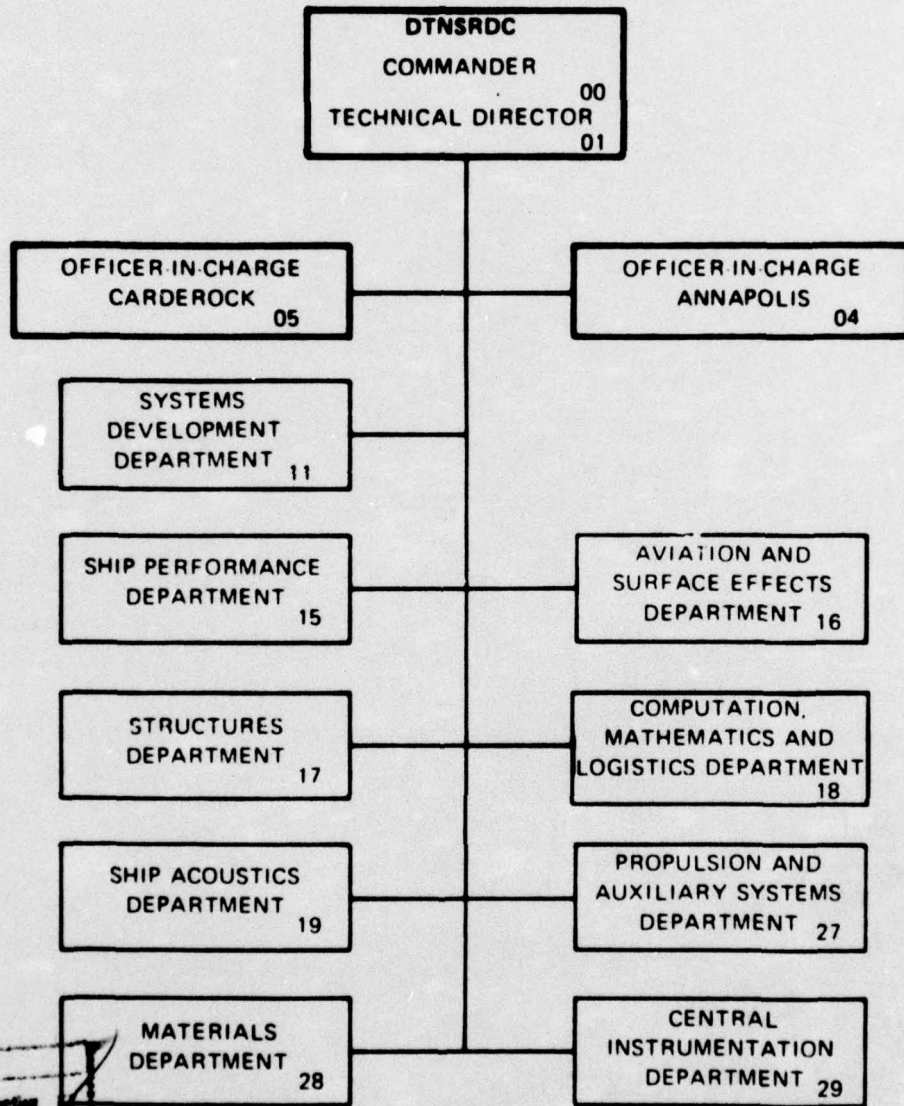 DTNSRDC
COMMANDER
00
TECHNICAL DIRECTOR
01
OFFICER-IN-CHARGE
CARDEROCK
05
OFFICER-IN-CHARGE
ANNAPOLIS
04
SYSTEMS
DEVELOPMENT
DEPARTMENT
11
SHIP PERFORMANCE
DEPARTMENT
15
AVIATION AND
SURFACE EFFECTS
DEPARTMENT
16
STRUCTURES
DEPARTMENT
17
COMPUTATION,
MATHEMATICS AND
LOGISTICS DEPARTMENT
18
SHIP ACOUSTICS
DEPARTMENT
19
PROPULSION AND
AUXILIARY SYSTEMS
DEPARTMENT
27
MATERIALS
DEPARTMENT
28
CENTRAL
INSTRUMENTATION
DEPARTMENT
29